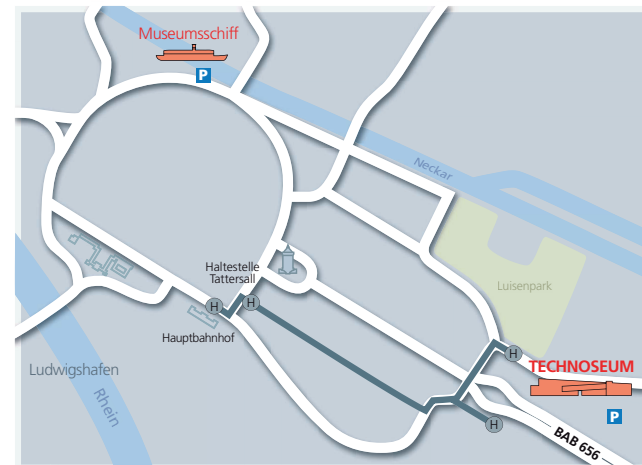 Museumsschiff
P
Neckar
Luisenpark
Haltestelle
Tattersall
H
H
Hauptbahnhof
Ludwigshafen
Rhein
H
TECHNOSEUM
P
H
BAB 656